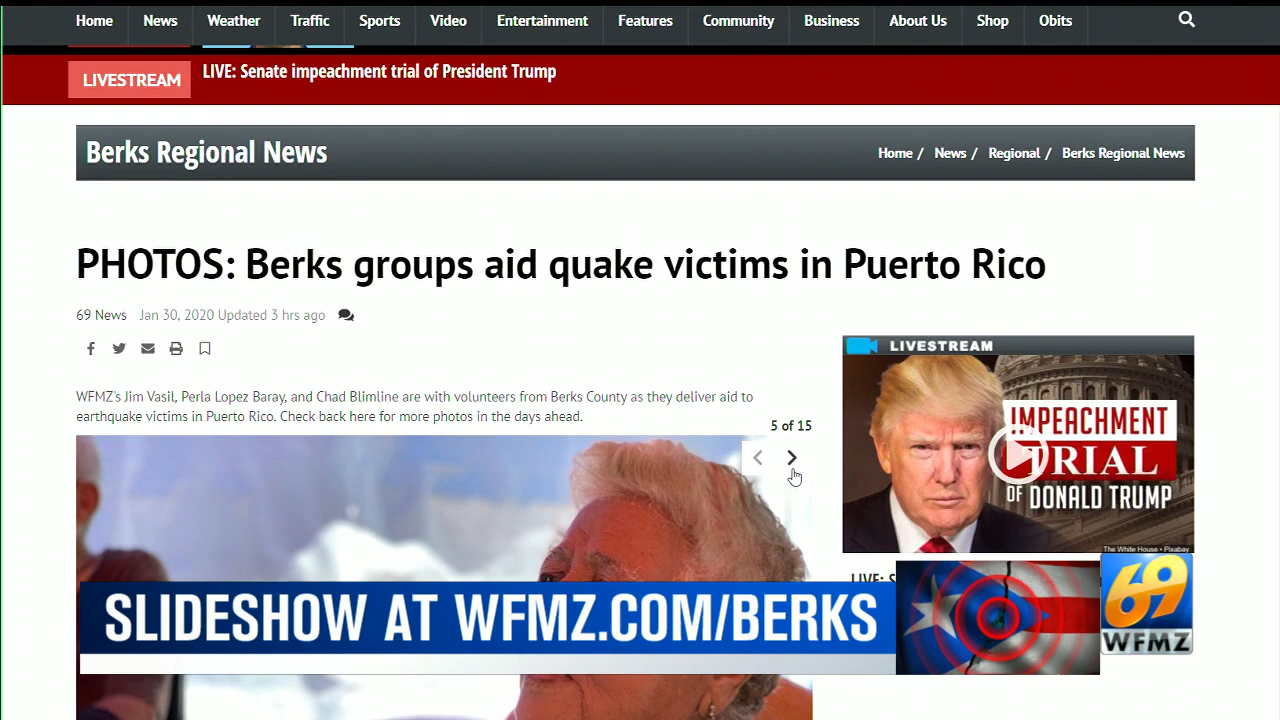 Home News Weather Traffic Sports Video Entertainment Features Community Business About Us Shop Obits
LIVESTREAM
LIVE: Senate impeachment trial of President Trump
Berks Regional News
Home / News / Regional / Berks Regional News
PHOTOS: Berks groups aid quake victims in Puerto Rico
69 News Jan 30, 2020 Updated 3 hrs ago
WFMZ's Jim Vasil, Perla Lopez Baray, and Chad Blimline are with volunteers from Berks County as they deliver aid to
earthquake victims in Puerto Rico. Check back here for more photos in the days ahead.
5 of 15
LIVESTREAM
IMPEACHMENT
TRIAL
OF DONALD TRUMP
The White House • Pixabay
LIVE: S
SLIDESHOW AT WFMZ.COM/BERKS
69
WFMZ